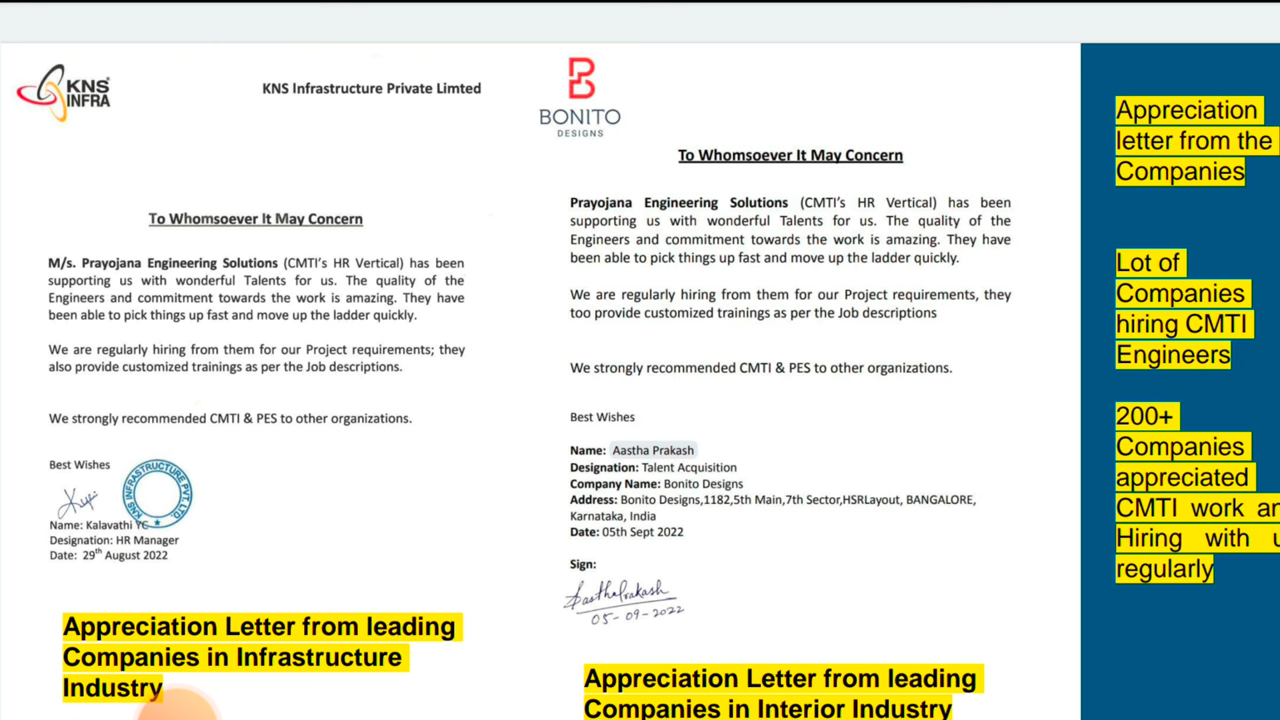 KNS
INFRA
KNS Infrastructure Private Limted
To Whomsoever It May Concern
M/s. Prayojana Engineering Solutions (CMTI's HR Vertical) has been
supporting us with wonderful Talents for us. The quality of the
Engineers and commitment towards the work is amazing. They have
been able to pick things up fast and move up the ladder quickly.
We are regularly hiring from them for our Project requirements; they
also provide customized trainings as per the Job descriptions.
We strongly recommended CMTI & PES to other organizations.
Best Wishes
KNS INFRASTRUCTURE PVT. LTD.
Name: Kalavathi YC
Designation: HR Manager
Date: 29th August 2022
Appreciation Letter from leading
Companies in Infrastructure
Industry
BONITO
DESIGNS
To Whomsoever It May Concern
Prayojana Engineering Solutions (CMTI's HR Vertical) has been
supporting us with wonderful Talents for us. The quality of the
Engineers and commitment towards the work is amazing. They have
been able to pick things up fast and move up the ladder quickly.
We are regularly hiring from them for our Project requirements, they
too provide customized trainings as per the Job descriptions
We strongly recommended CMTI & PES to other organizations.
Best Wishes
Name: Aastha Prakash
Designation: Talent Acquisition
Company Name: Bonito Designs
Address: Bonito Designs,1182,5th Main,7th Sector,HSRLayout, BANGALORE,
Karnataka, India
Date: 05th Sept 2022
Sign:
AasthaPrakash
05-09-2022
Appreciation Letter from leading
Companies in Interior Industry
Appreciation
letter from the
Companies
Lot of
Companies
hiring CMTI
Engineers
200+
Companies
appreciated
CMTI work
Hiring with
regularly